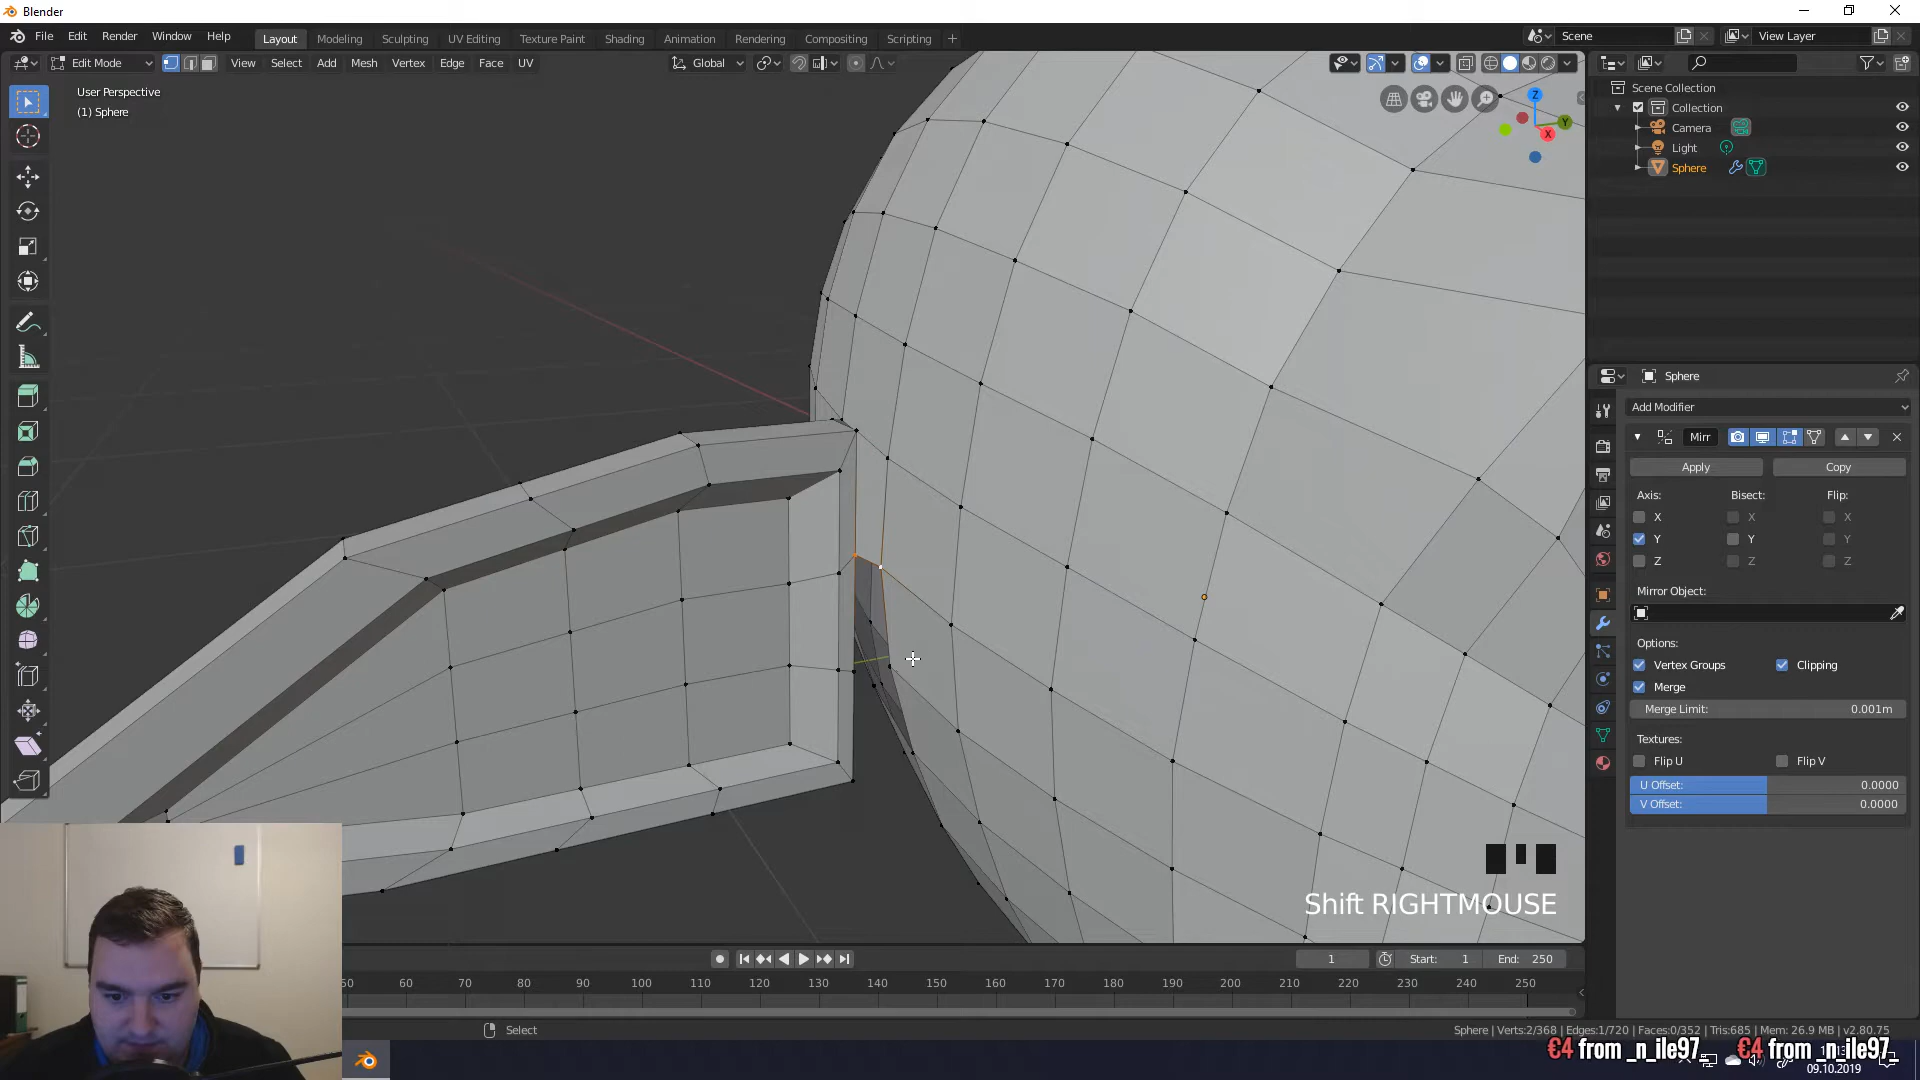 Blender
File Edit Render Window Help
Layout Modeling Sculpting UV Editing Texture Paint Shading Animation Rendering Compositing Scripting
Scene
View Layer
Edit Mode View Select Add Mesh Vertex Edge Face UV
Global
User Perspective
(1) Sphere
Z
Y
X
Scene Collection
Collection
Camera
Light
Sphere
Sphere
Add Modifier
Mirr
Apply Copy
Axis: Bisect: Flip:
X X X
Y Y Y
Z Z Z
Mirror Object:
Options:
Vertex Groups Clipping
Merge
Merge Limit: 0.001m
Textures:
Flip U Flip V
U Offset: 0.0000
V Offset: 0.0000
Shift RIGHTMOUSE
1 Start: 1 End: 250
50 60 70 80 90 100 110 120 130 140 150 160 170 180 190 200 210 220 230 240 250
Select
Sphere | Verts:2/368 | Edges:1/720 | Faces:0/352 | Tris:685 | Mem: 26.9 MB | v2.80.75
€4 from _n_ile97_ €4 from _n_ile97_
09.10.2019